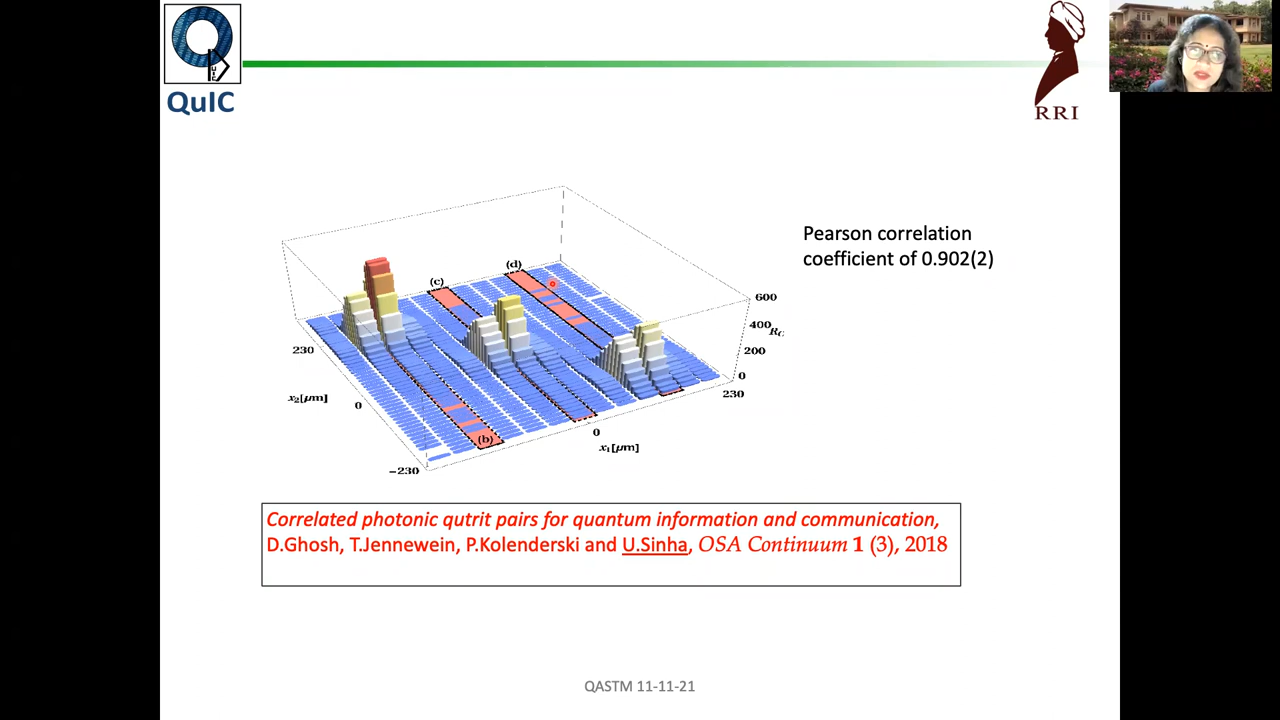 QuIC
RRI
Pearson correlation
coefficient of 0.902(2)
(d)
(c)
600
400
R_C
200
0
230
230
x₂[μm]
0
0
x₁[μm]
(b)
−230
Correlated photonic qutrit pairs for quantum information and communication,
D.Ghosh, T.Jennewein, P.Kolenderski and U.Sinha, OSA Continuum 1 (3), 2018
QASTM 11-11-21